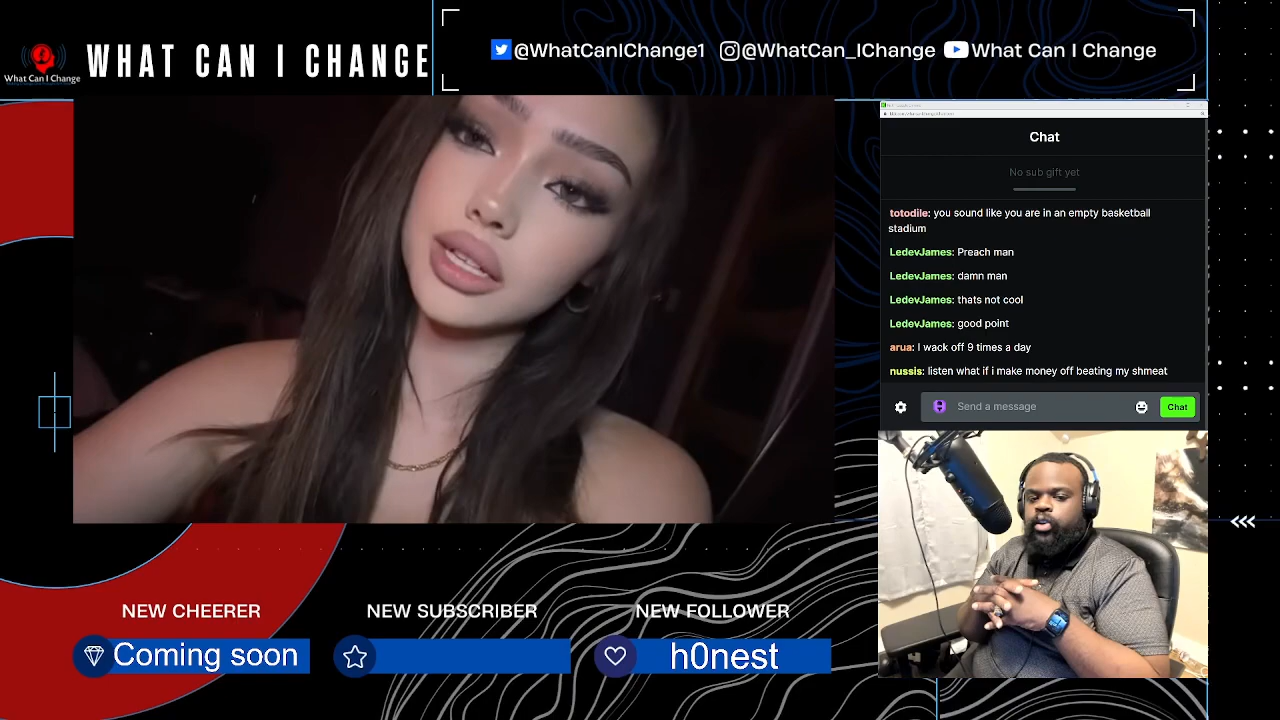 What Can I Change
WHAT CAN I CHANGE
@WhatCanIChange1 @WhatCan_IChange What Can I Change
Chat
No sub gift yet
totodile: you sound like you are in an empty basketball
stadium
LedevJames: Preach man
LedevJames: damn man
LedevJames: thats not cool
LedevJames: good point
arua: I wack off 9 times a day
nussis: listen what if i make money off beating my shmeat
Send a message
Chat
NEW CHEERER
Coming soon
NEW SUBSCRIBER
NEW FOLLOWER
h0nest